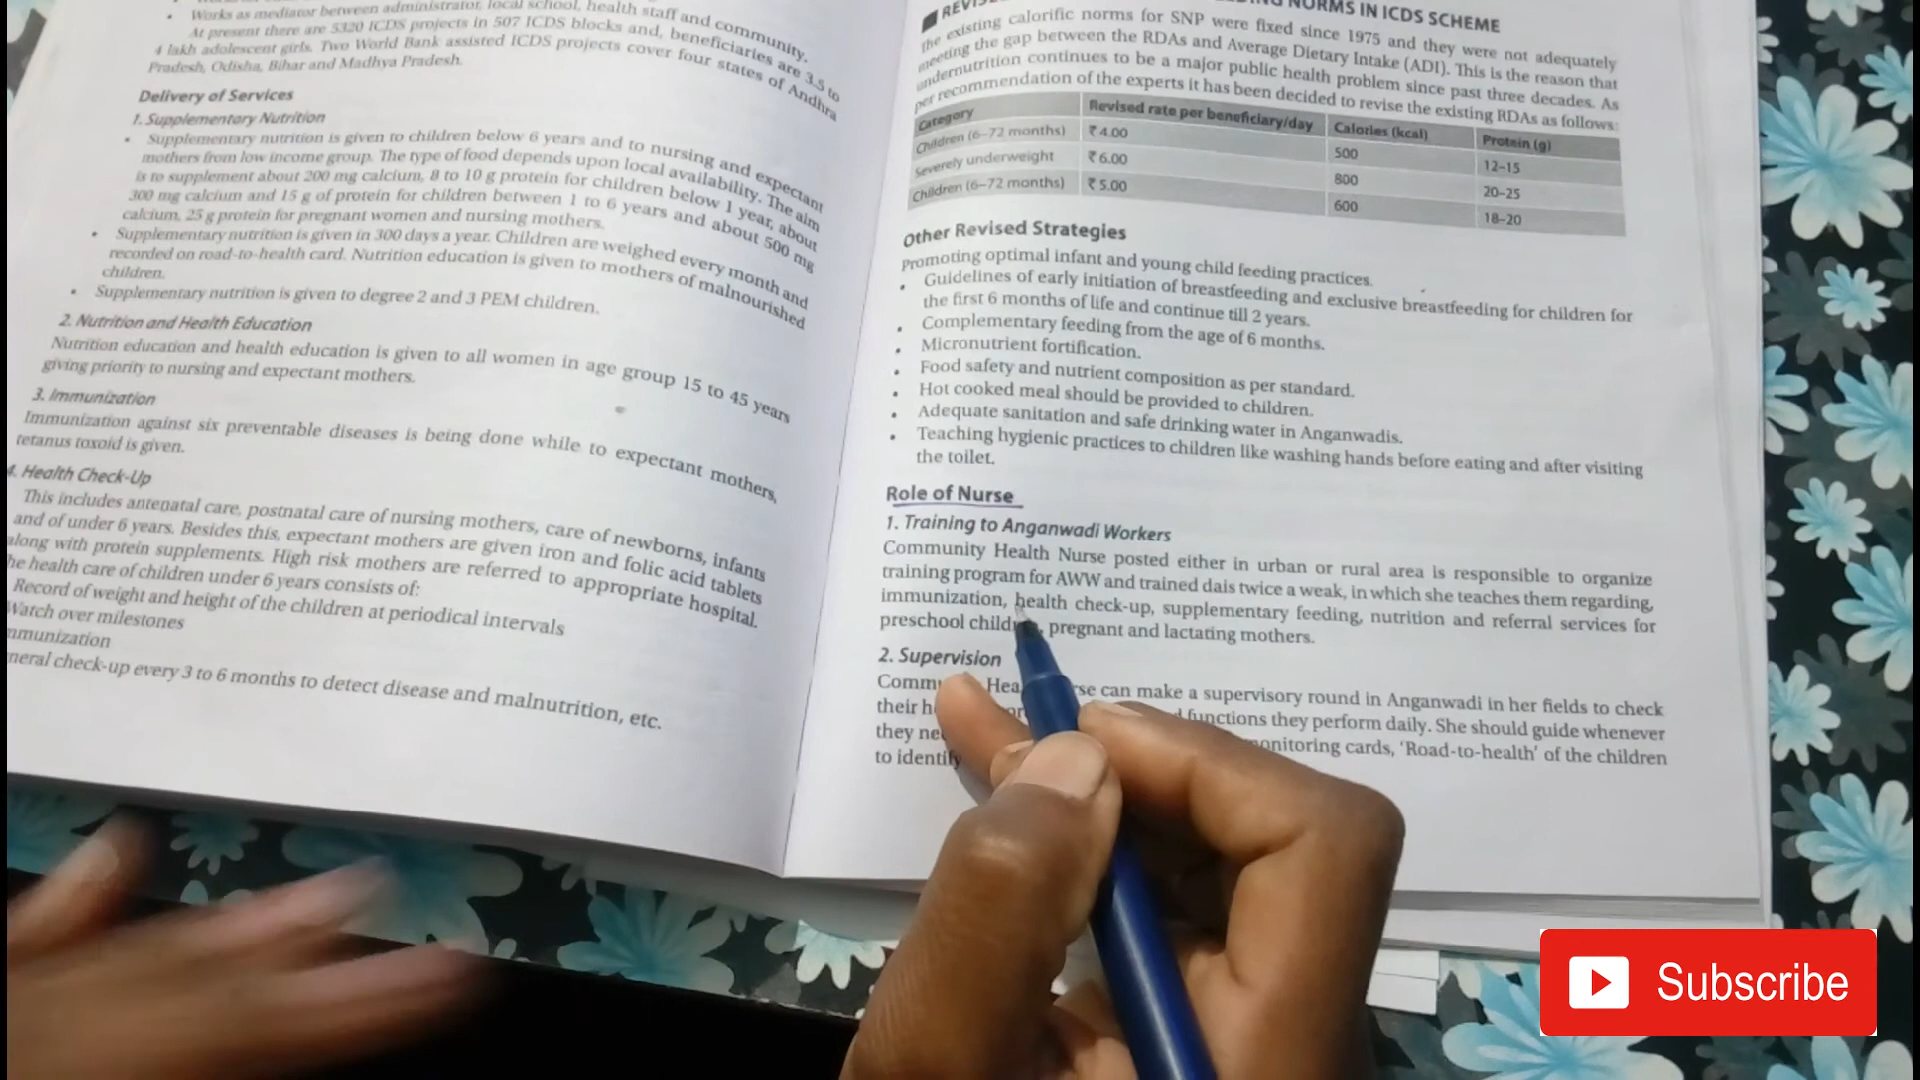 Works as mediator between administrator, local school, health staff and community.
At present there are 5320 ICDS projects in 507 ICDS blocks and, beneficiaries are 3.5 to
4 lakh adolescent girls. Two World Bank assisted ICDS projects cover four states of Andhra
Pradesh, Odisha, Bihar and Madhya Pradesh.
Delivery of Services
1. Supplementary Nutrition
• Supplementary nutrition is given to children below 6 years and to nursing and expectant
mothers from low income group. The type of food depends upon local availability. The aim
is to supplement about 200 mg calcium, 8 to 10 g protein for children below 1 year, about
300 mg calcium and 15 g of protein for children between 1 to 6 years and about 500 mg
calcium, 25 g protein for pregnant women and nursing mothers.
• Supplementary nutrition is given in 300 days a year. Children are weighed every month and
recorded on road-to-health card. Nutrition education is given to mothers of malnourished
children.
• Supplementary nutrition is given to degree 2 and 3 PEM children.
2. Nutrition and Health Education
Nutrition education and health education is given to all women in age group 15 to 45 years
giving priority to nursing and expectant mothers.
3. Immunization
Immunization against six preventable diseases is being done while to expectant mothers,
tetanus toxoid is given.
4. Health Check-Up
This includes antenatal care, postnatal care of nursing mothers, care of newborns, infants
and of under 6 years. Besides this, expectant mothers are given iron and folic acid tablets
along with protein supplements. High risk mothers are referred to appropriate hospital.
he health care of children under 6 years consists of:
Record of weight and height of the children at periodical intervals
Watch over milestones
mmunization
neral check-up every 3 to 6 months to detect disease and malnutrition, etc.
NORMS IN ICDS SCHEME
the existing calorific norms for SNP were fixed since 1975 and they were not adequately
meeting the gap between the RDAs and Average Dietary Intake (ADI). This is the reason that
undernutrition continues to be a major public health problem since past three decades. As
per recommendation of the experts it has been decided to revise the existing RDAs as follows:
Category Revised rate per beneficiary/day Calories (kcal) Protein (g)
Children (6–72 months) ₹ 4.00 500 12–15
Severely underweight ₹ 6.00 800 20–25
Children (6–72 months) ₹ 5.00 600 18–20
Other Revised Strategies
Promoting optimal infant and young child feeding practices.
• Guidelines of early initiation of breastfeeding and exclusive breastfeeding for children for
the first 6 months of life and continue till 2 years.
• Complementary feeding from the age of 6 months.
• Micronutrient fortification.
• Food safety and nutrient composition as per standard.
• Hot cooked meal should be provided to children.
• Adequate sanitation and safe drinking water in Anganwadis.
• Teaching hygienic practices to children like washing hands before eating and after visiting
the toilet.
Role of Nurse
1. Training to Anganwadi Workers
Community Health Nurse posted either in urban or rural area is responsible to organize
training program for AWW and trained dais twice a weak, in which she teaches them regarding,
immunization, health check-up, supplementary feeding, nutrition and referral services for
preschool pregnant and lactating mothers.
2. Supervision
can make a supervisory round in Anganwadi in her fields to check
their functions they perform daily. She should guide whenever
they monitoring cards, 'Road-to-health' of the children
to identify
Subscribe